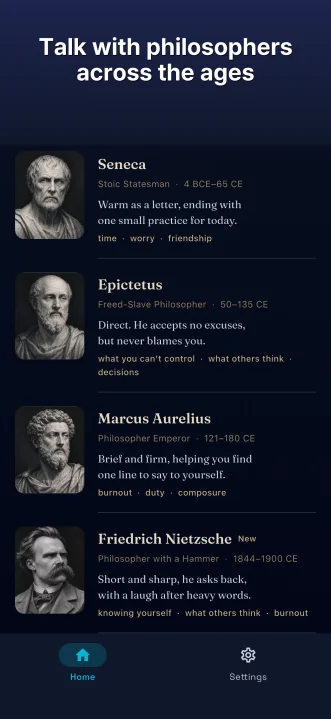 Talk with philosophers
across the ages
Seneca
Stoic Statesman · 4 BCE–65 CE
Warm as a letter, ending with
one small practice for today.
time · worry · friendship
Epictetus
Freed-Slave Philosopher · 50–135 CE
Direct. He accepts no excuses,
but never blames you.
what you can't control · what others think ·
decisions
Marcus Aurelius
Philosopher Emperor · 121–180 CE
Brief and firm, helping you find
one line to say to yourself.
burnout · duty · composure
Friedrich Nietzsche New
Philosopher with a Hammer · 1844–1900 CE
Short and sharp, he asks back,
with a laugh after heavy words.
knowing yourself · what others think · burnout
Home
Settings